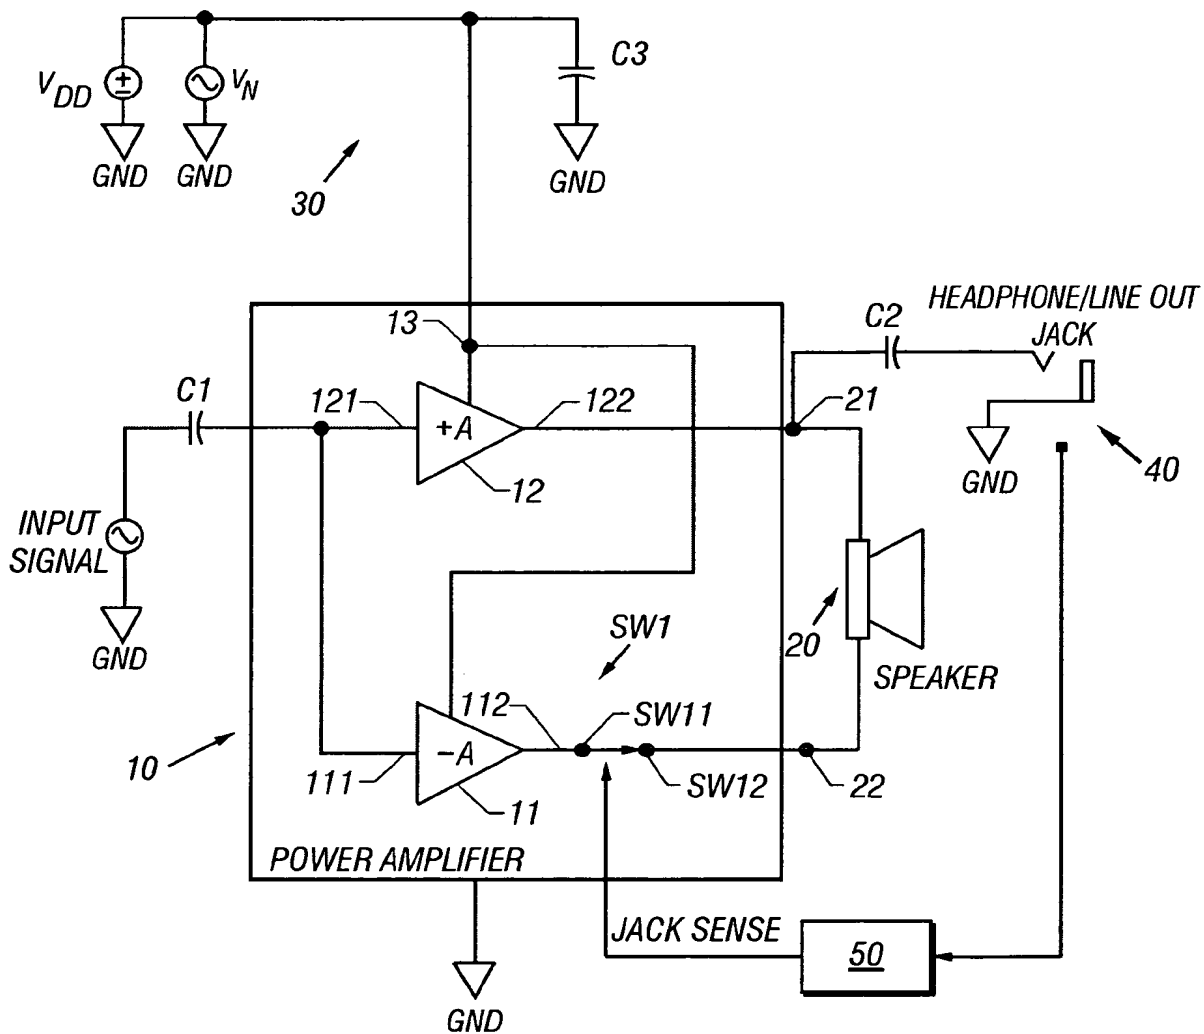 C3
V_DD
V_N
GND
GND
GND
30
HEADPHONE/LINE OUT
JACK
C2
13
C1
121
122
21
+A
12
GND
40
INPUT
SIGNAL
GND
SW1
20
SPEAKER
112
SW11
10
-A
111
SW12
22
11
POWER AMPLIFIER
JACK SENSE
50
GND